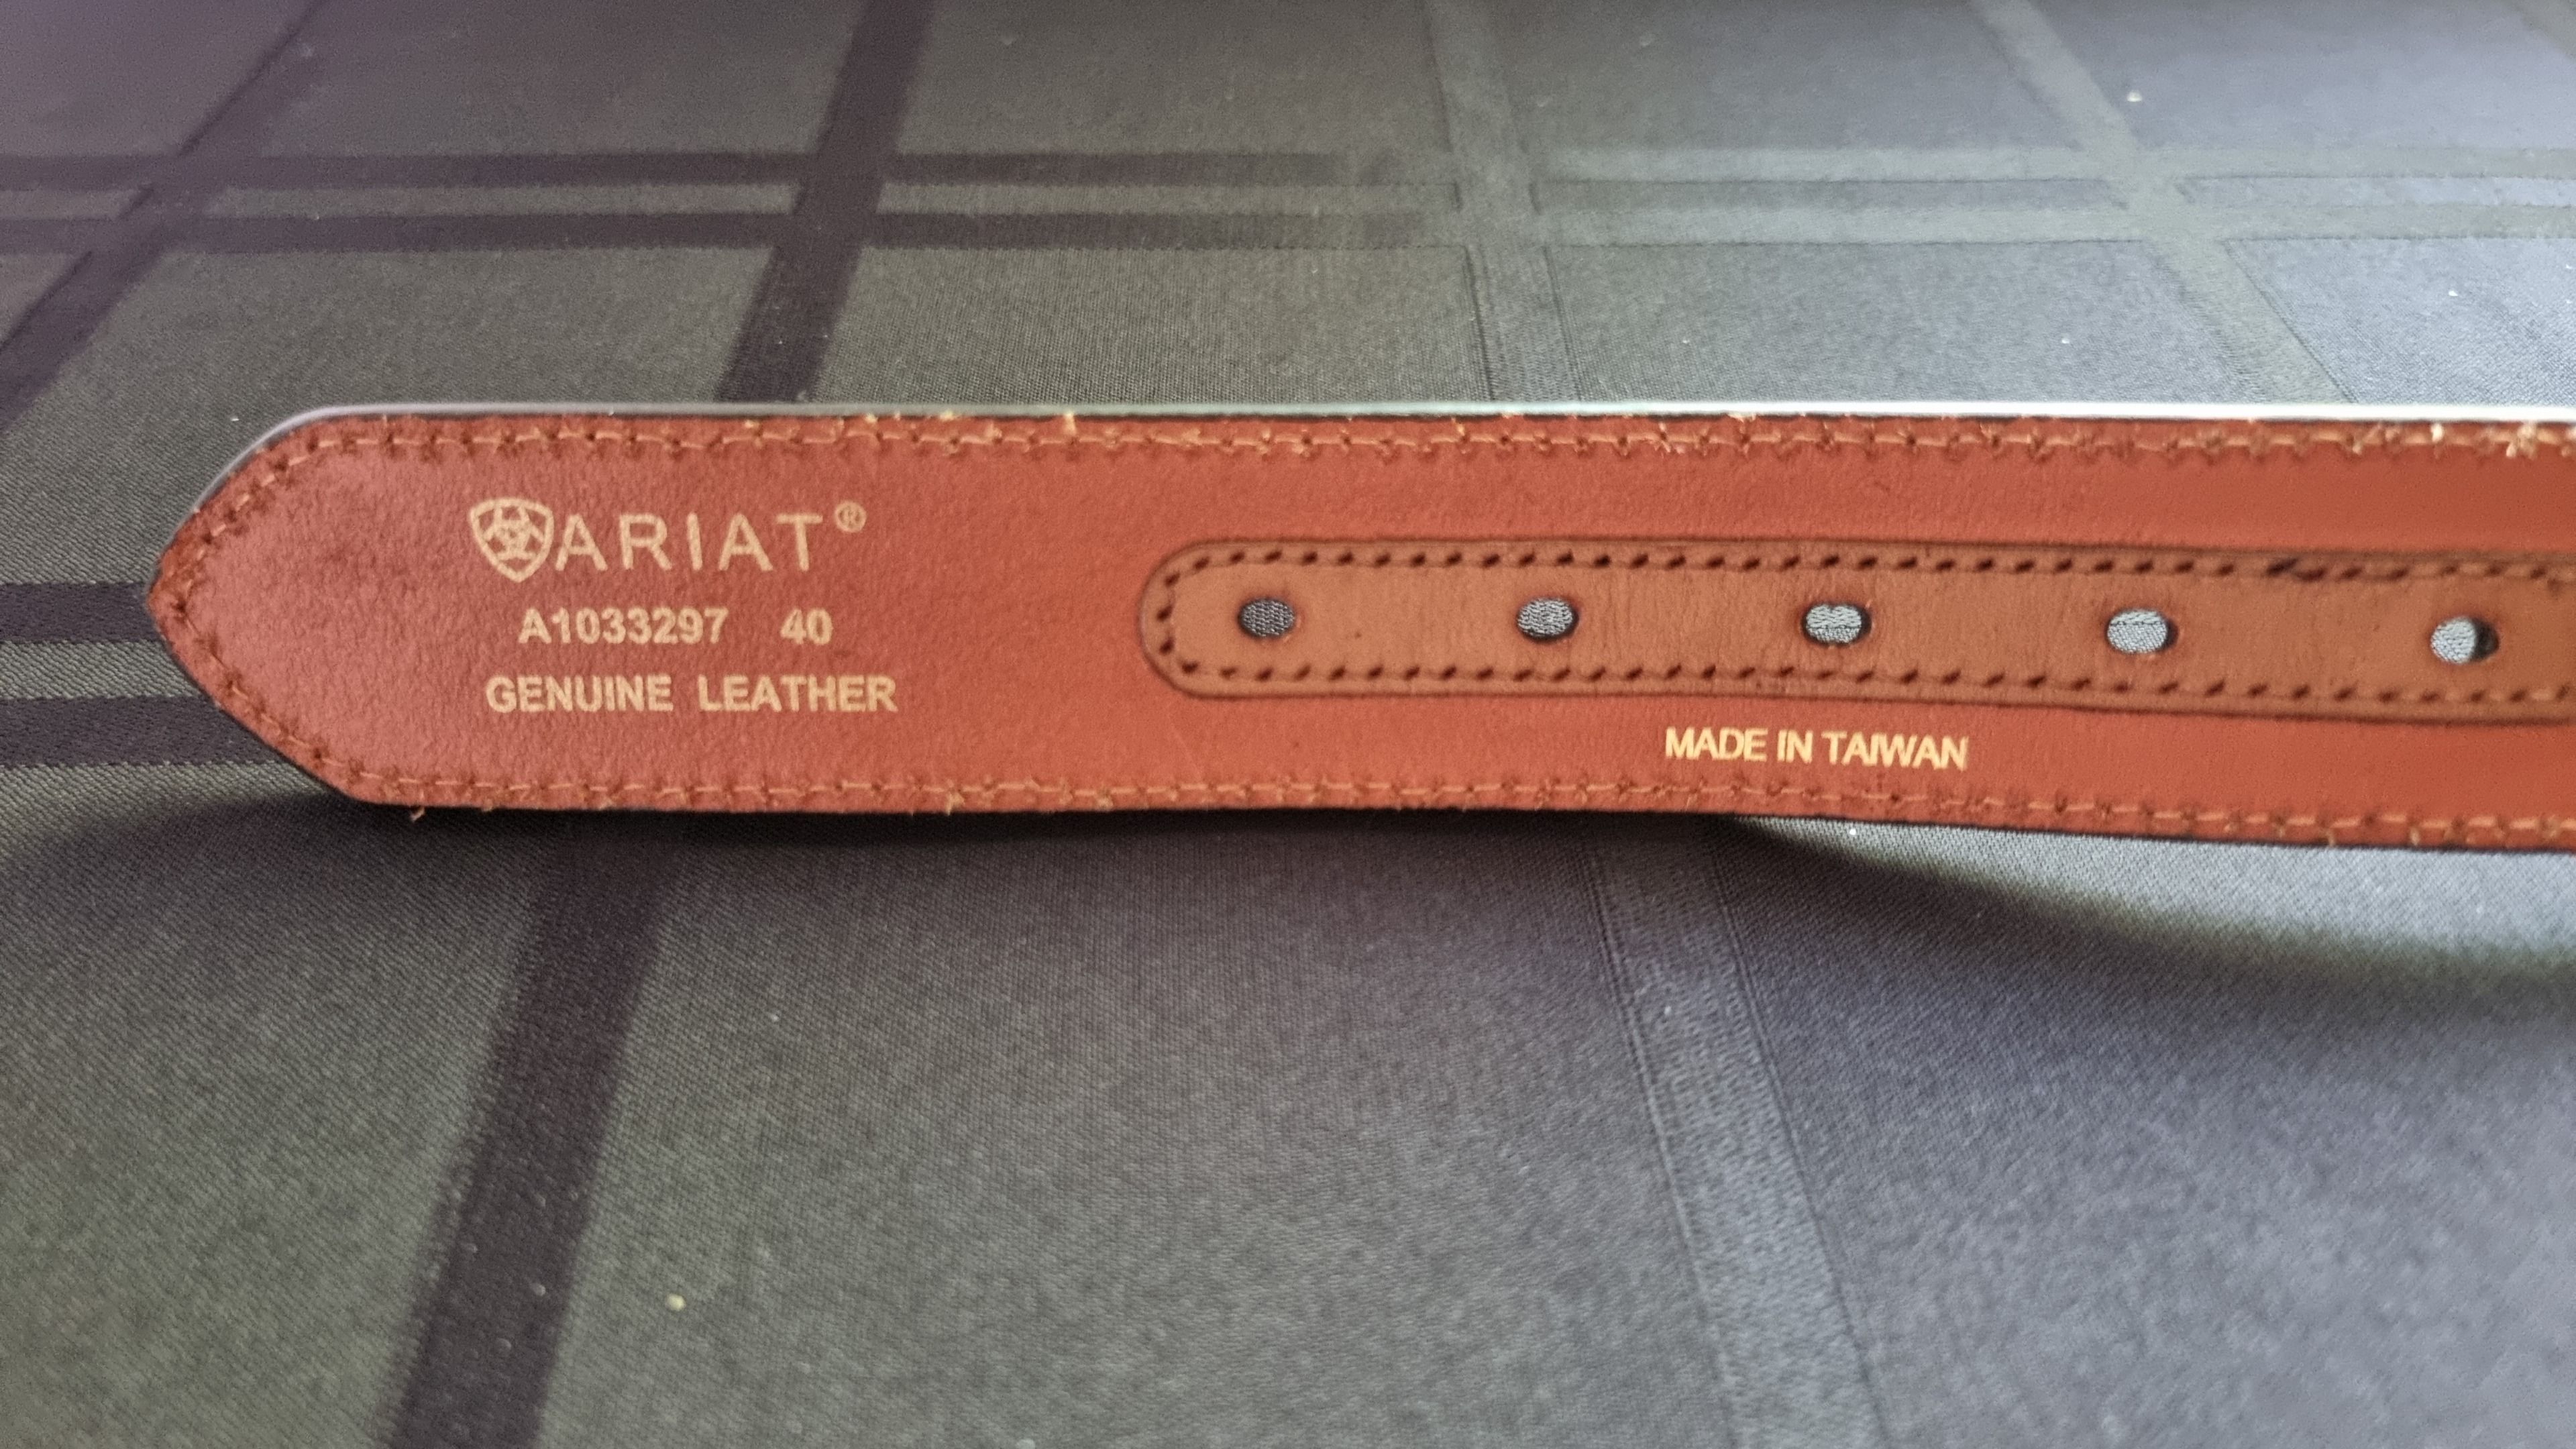 ARIAT®
A1033297 40
GENUINE LEATHER
MADE IN TAIWAN